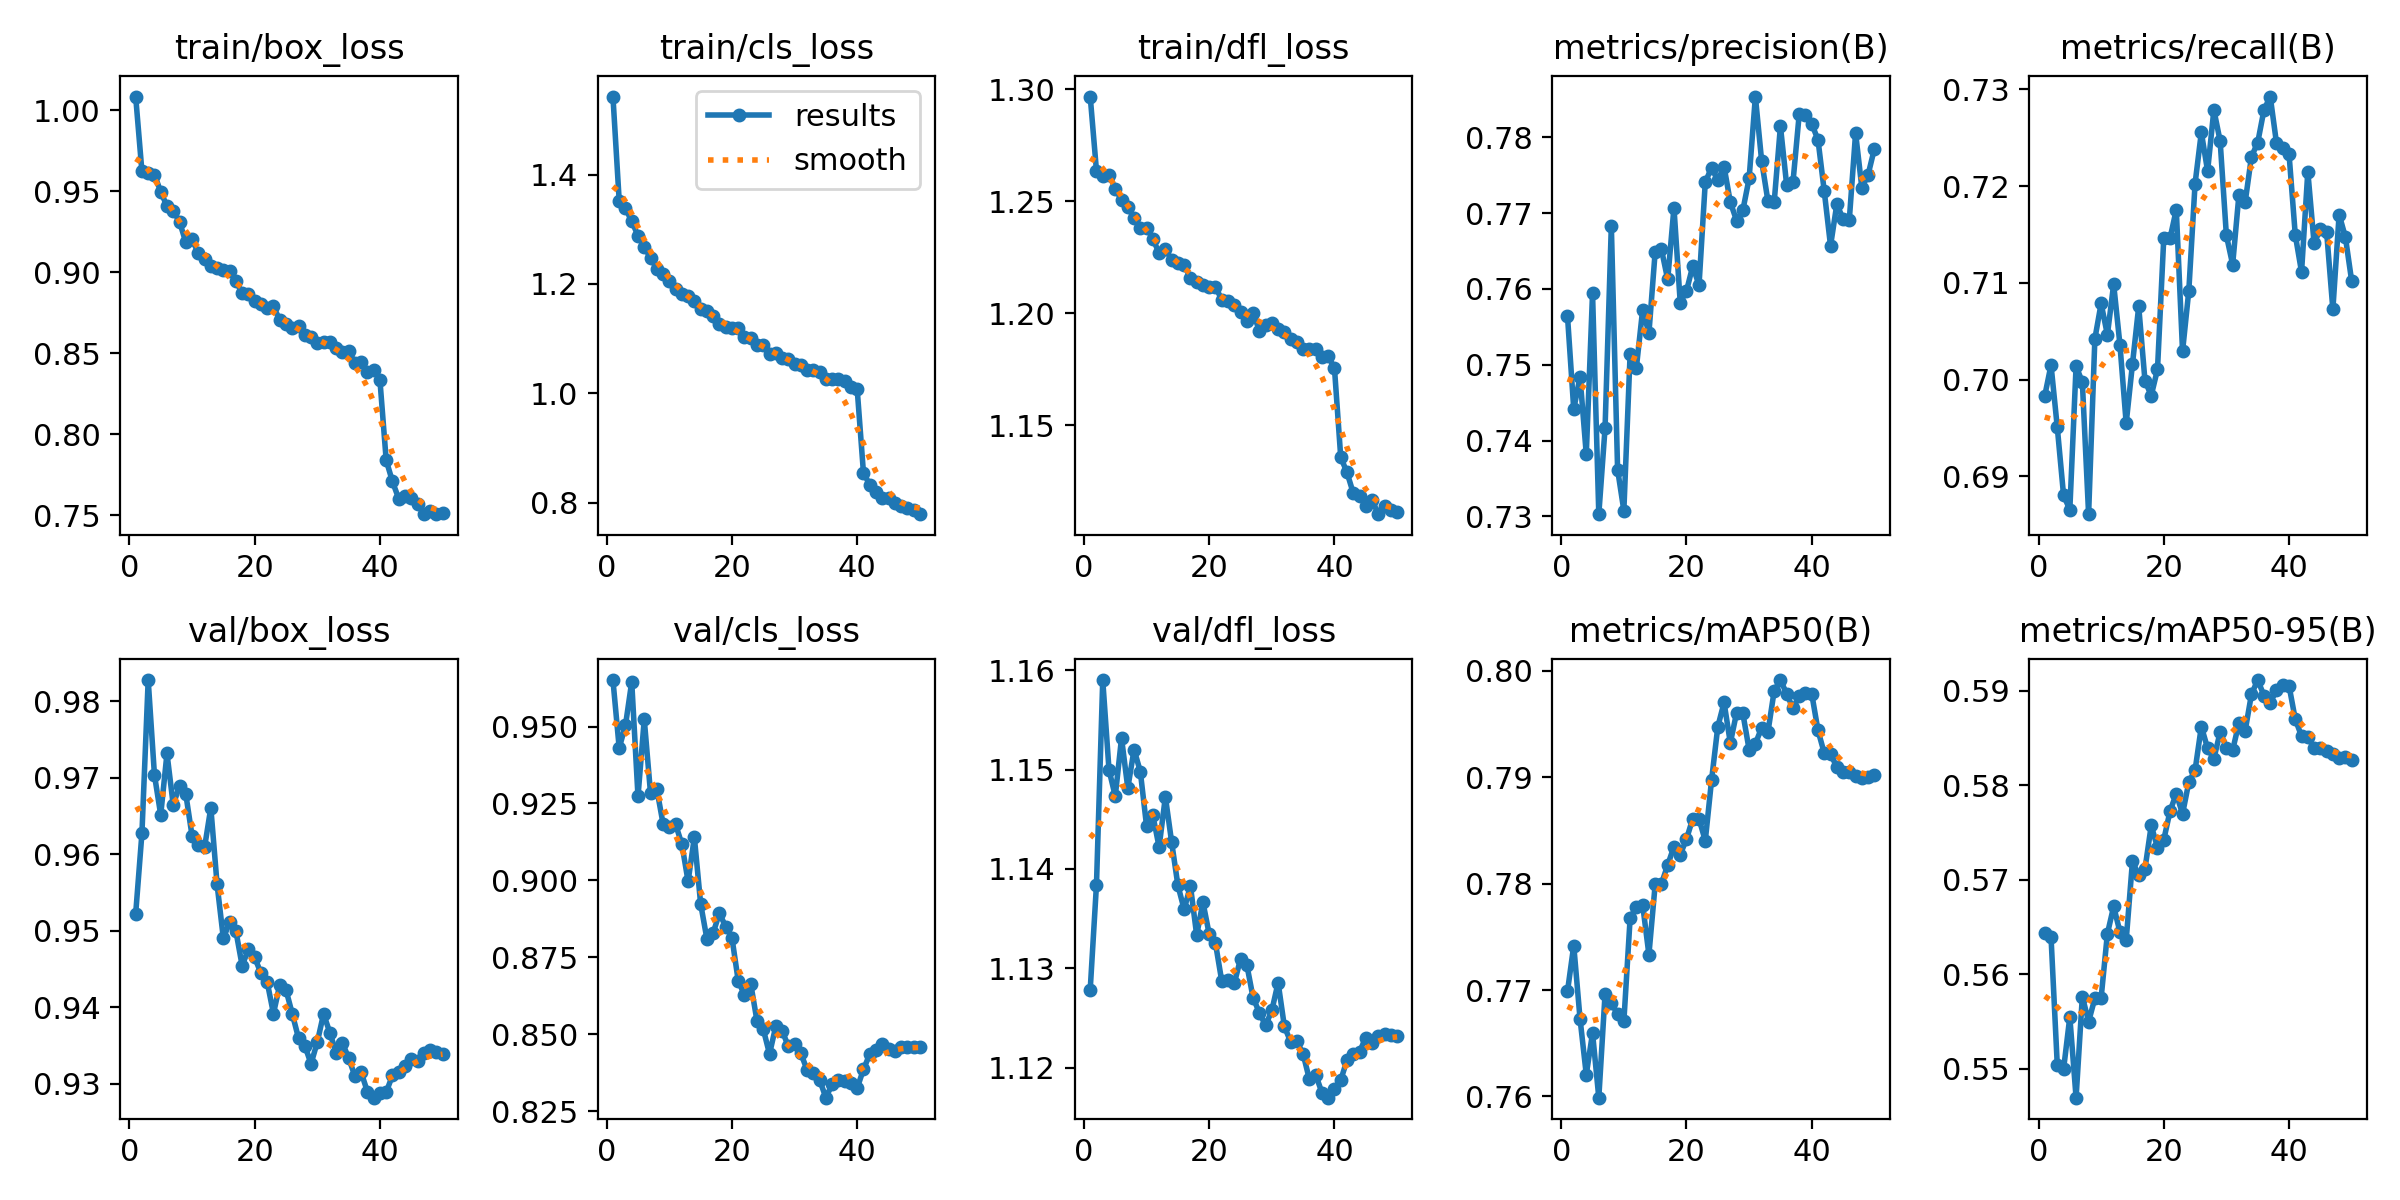 train/box_loss
1.00
0.95
0.90
0.85
0.80
0.75
0 20 40
train/cls_loss
results
smooth
1.4
1.2
1.0
0.8
0 20 40
train/dfl_loss
1.30
1.25
1.20
1.15
0 20 40
metrics/precision(B)
0.78
0.77
0.76
0.75
0.74
0.73
0 20 40
metrics/recall(B)
0.73
0.72
0.71
0.70
0.69
0 20 40
val/box_loss
0.98
0.97
0.96
0.95
0.94
0.93
0 20 40
val/cls_loss
0.950
0.925
0.900
0.875
0.850
0.825
0 20 40
val/dfl_loss
1.16
1.15
1.14
1.13
1.12
0 20 40
metrics/mAP50(B)
0.80
0.79
0.78
0.77
0.76
0 20 40
metrics/mAP50-95(B)
0.59
0.58
0.57
0.56
0.55
0 20 40